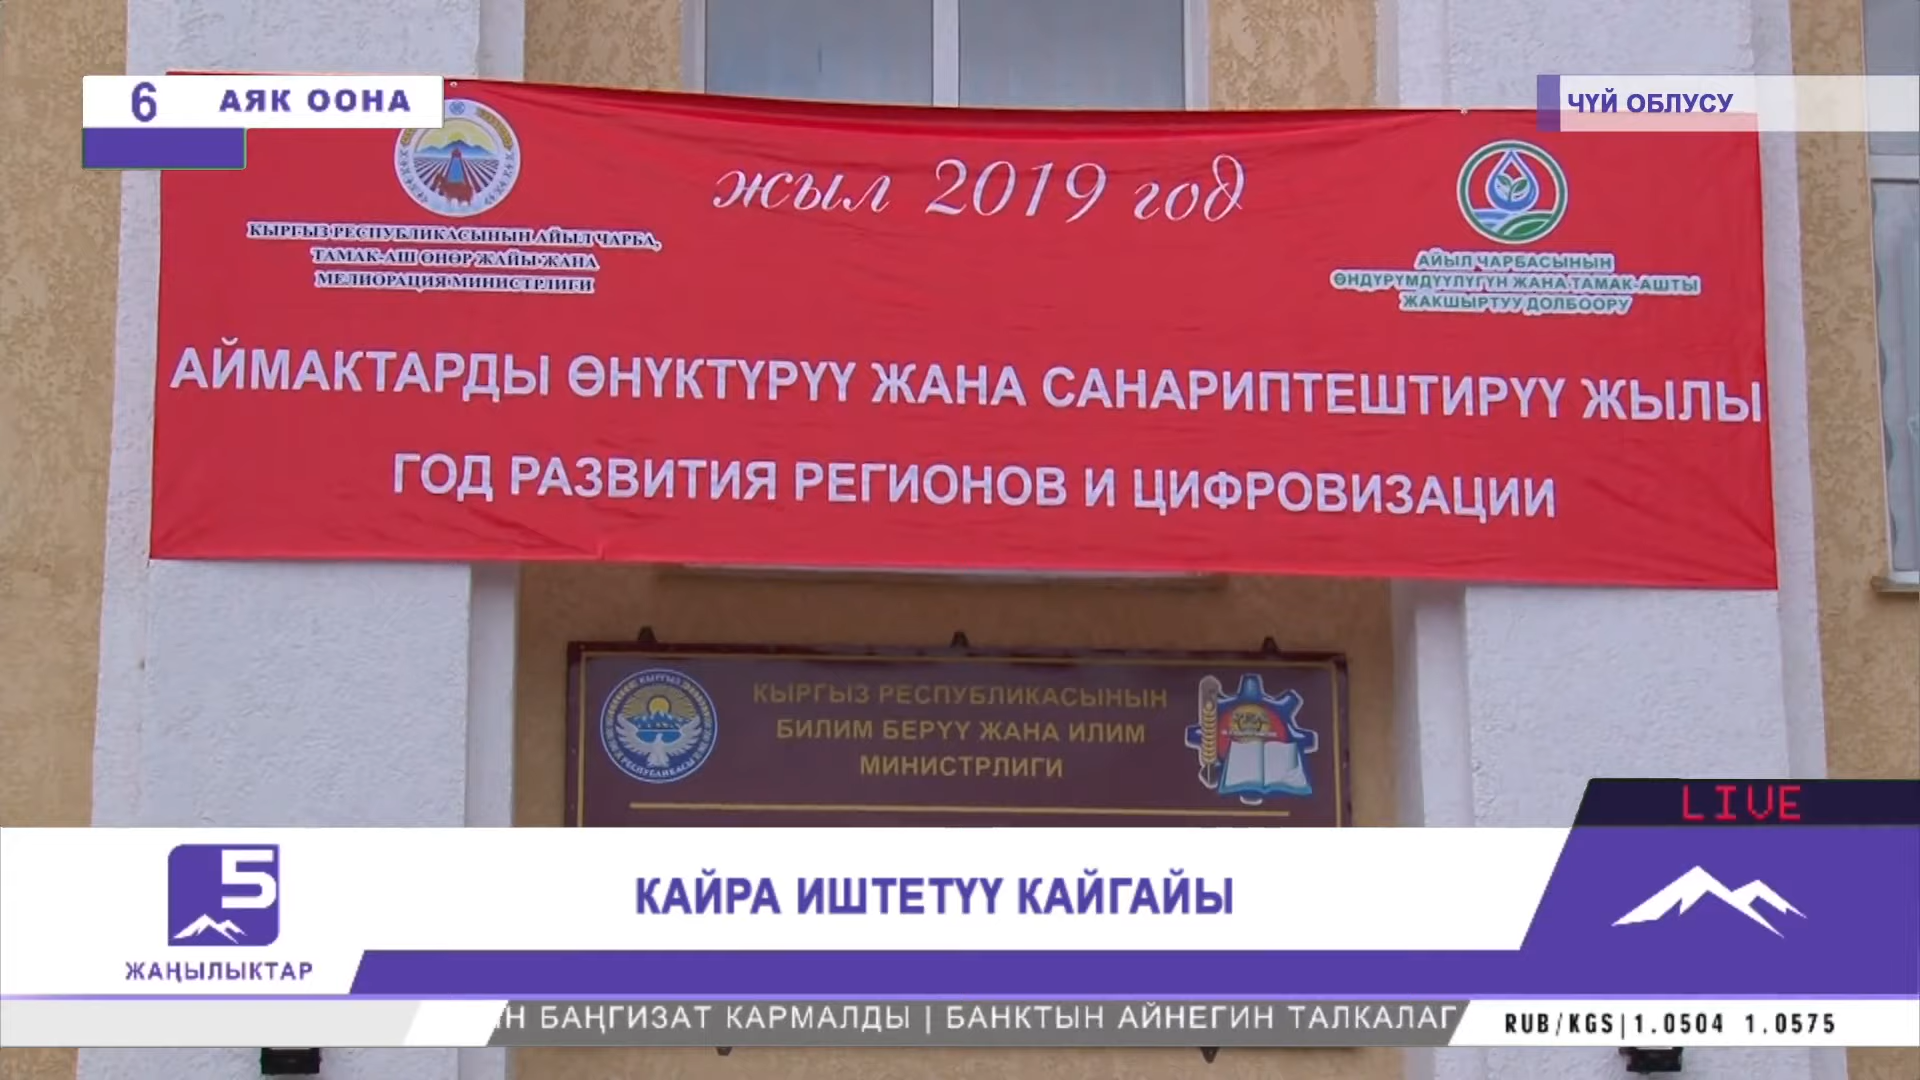 6 АЯК ООНА
ЧҮЙ ОБЛУСУ
жыл 2019 год
КЫРГЫЗ РЕСПУБЛИКАСЫНЫН АЙЫЛ ЧАРБА,
ТАМАК-АШ ӨНӨР ЖАЙЫ ЖАНА
МЕЛИОРАЦИЯ МИНИСТРЛИГИ
АЙЫЛ ЧАРБАСЫНЫН
ӨНДҮРҮМДҮҮЛҮГҮН ЖАНА ТАМАК-АШТЫ
ЖАКШЫРТУУ ДОЛБООРУ
АЙМАКТАРДЫ ӨНҮКТҮРҮҮ ЖАНА САНАРИПТЕШТИРҮҮ ЖЫЛЫ
ГОД РАЗВИТИЯ РЕГИОНОВ И ЦИФРОВИЗАЦИИ
КЫРГЫЗ РЕСПУБЛИКАСЫНЫН
БИЛИМ БЕРҮҮ ЖАНА ИЛИМ
МИНИСТРЛИГИ
LIVE
5
КАЙРА ИШТЕТҮҮ КАЙГАЙЫ
ЖАҢЫЛЫКТАР
Н БАҢГИЗАТ КАРМАЛДЫ | БАНКТЫН АЙНЕГИН ТАЛКАЛАГ
RUB/KGS|1.0504 1.0575